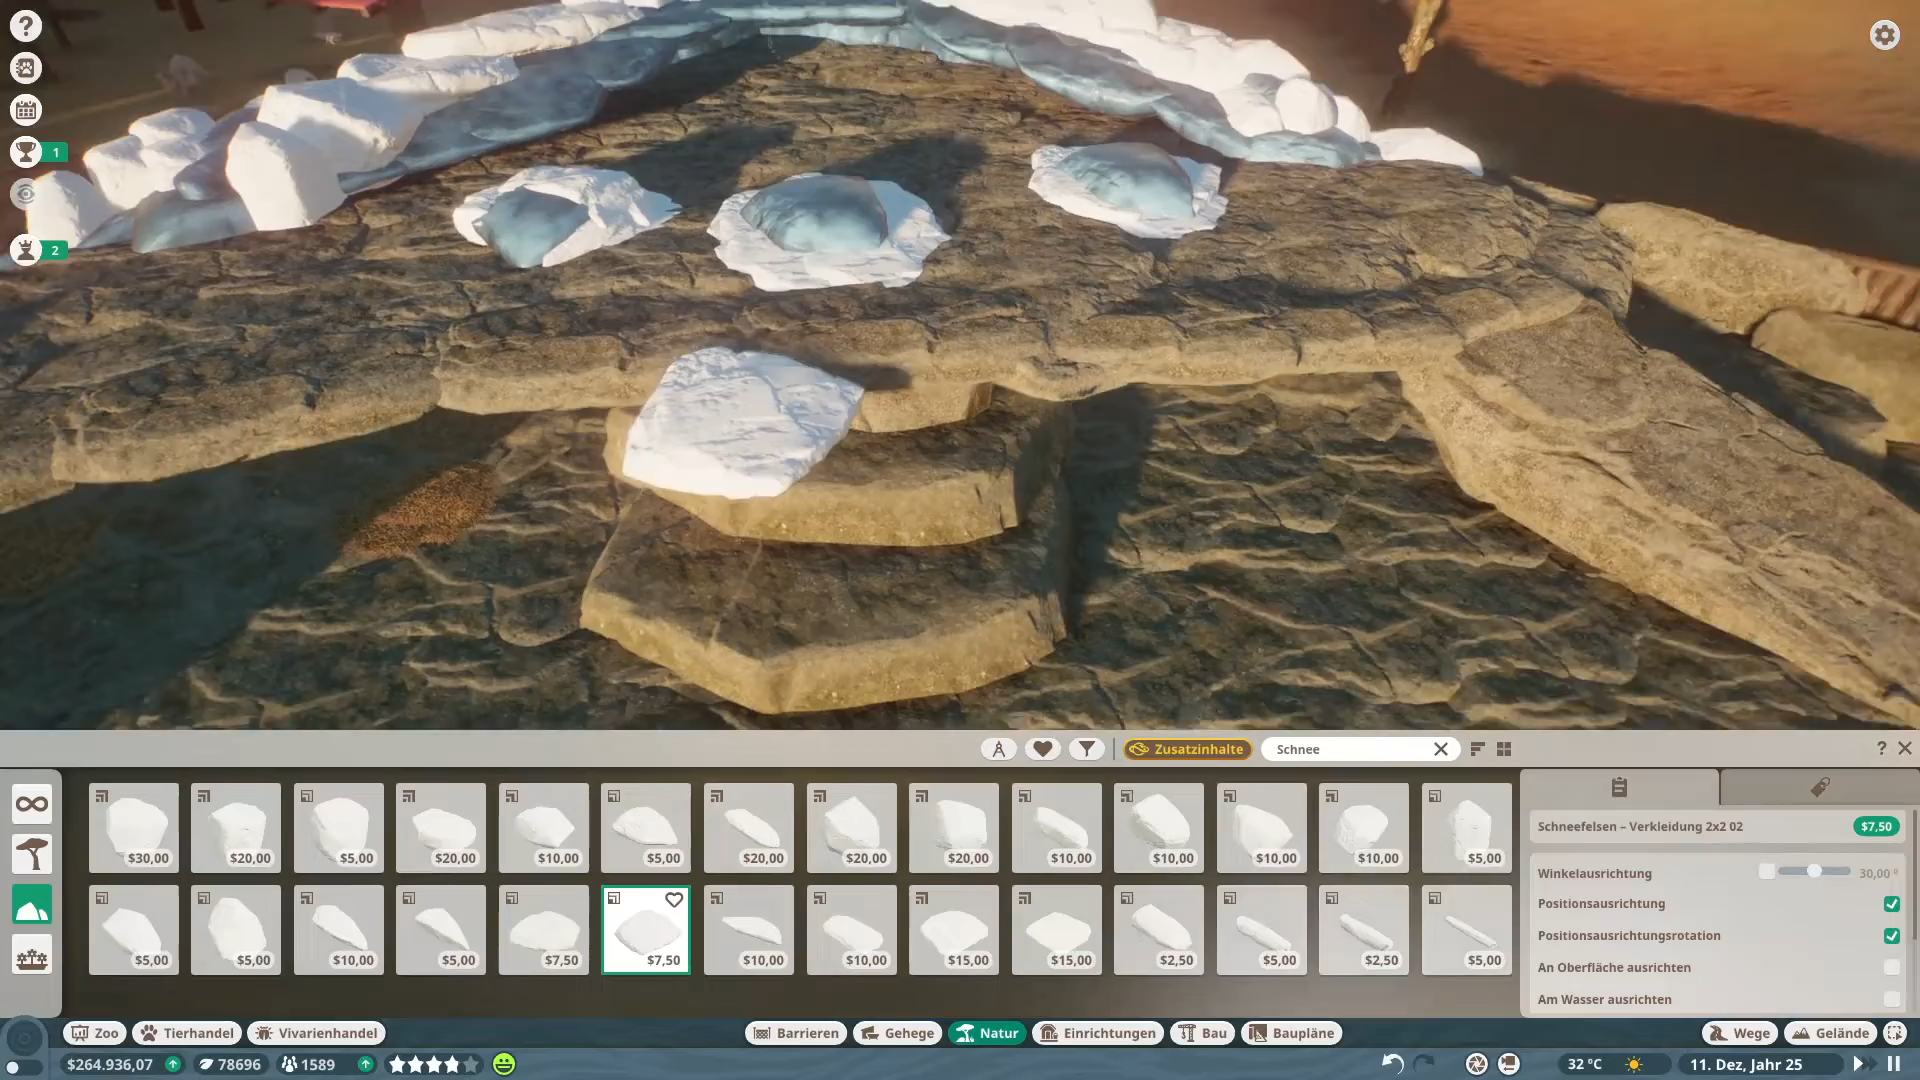 1
2
Zusatzinhalte
Schnee
?
$30,00
$20,00
$5,00
$20,00
$10,00
$5,00
$20,00
$20,00
$20,00
$10,00
$10,00
$10,00
$10,00
$5,00
$5,00
$5,00
$10,00
$5,00
$7,50
$7,50
$10,00
$10,00
$15,00
$15,00
$2,50
$5,00
$2,50
$5,00
Schneefelsen – Verkleidung 2x2 02
$7,50
Winkelausrichtung
30,00 °
Positionsausrichtung
Positionsausrichtungsrotation
An Oberfläche ausrichten
Am Wasser ausrichten
Zoo
Tierhandel
Vivarienhandel
Barrieren
Gehege
Natur
Einrichtungen
Bau
Baupläne
Wege
Gelände
$264.936,07
78696
1589
32 °C
11. Dez, Jahr 25